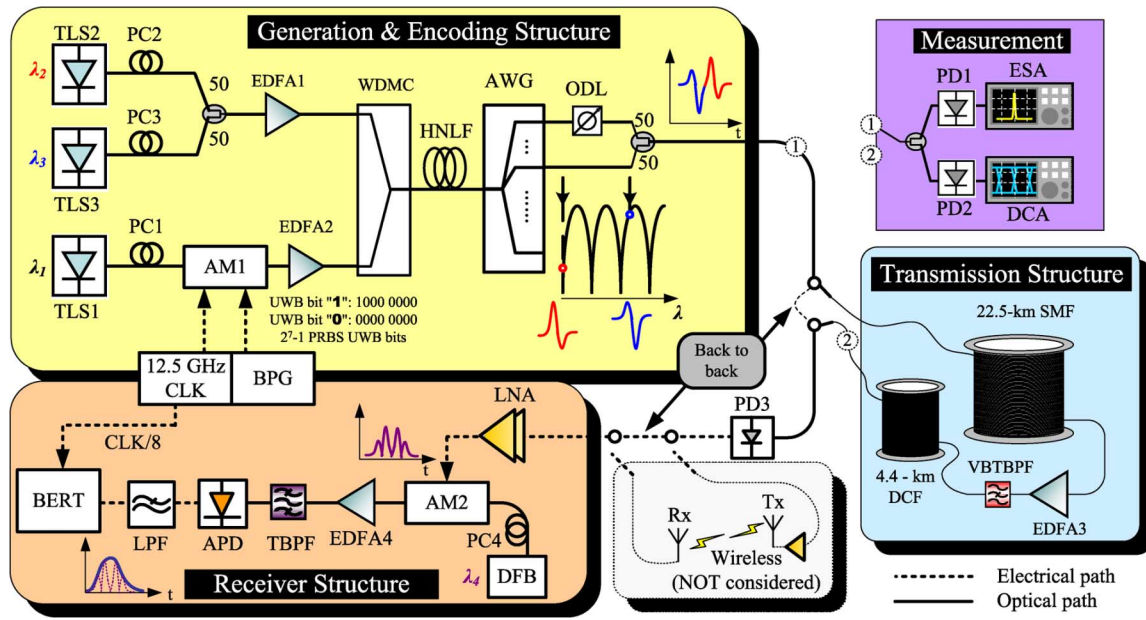 Generation & Encoding Structure
TLS2
PC2
λ2
50
EDFA1
WDMC
AWG
ODL
50
PC3
50
HNLF
50
t
λ3
TLS3
PC1
EDFA2
λ1
AM1
TLS1
UWB bit "1": 1000 0000
UWB bit "0": 0000 0000
2⁷-1 PRBS UWB bits
λ
1
Measurement
PD1
ESA
1
2
PD2
DCA
Transmission Structure
22.5-km SMF
2
4.4 - km
DCF
VBTBPF
EDFA3
Back to
back
12.5 GHz
CLK
BPG
CLK/8
LNA
PD3
t
BERT
LPF
APD
TBPF
EDFA4
AM2
PC4
t
λ4
DFB
Receiver Structure
Rx
Tx
Wireless
(NOT considered)
Electrical path
Optical path